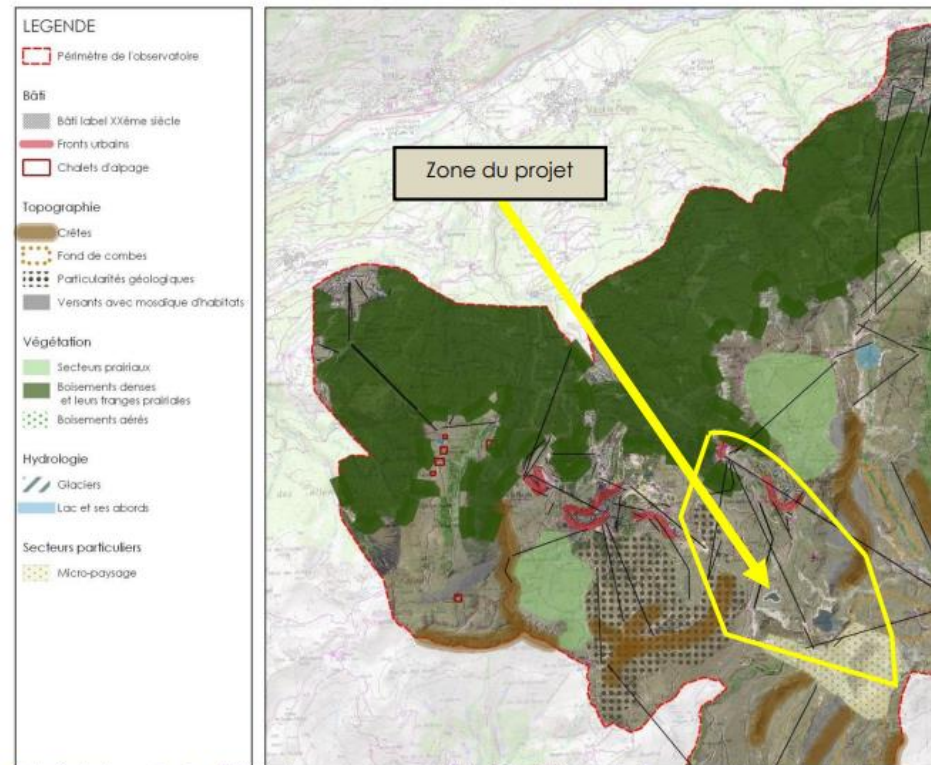 LEGENDE
Périmètre de l'observatoire
Bâti
Bâti label XXéme siècle
Fronts urbains
Chalets d'alpage
Topographie
Crêtes
Fond de combes
Particularités géologiques
Versants avec mosaïque d'habitats
Végétation
Secteurs prairiaux
Boisements denses
et leurs franges prairiales
Boisements aérés
Hydrologie
Glaciers
Lac et ses abords
Secteurs particuliers
Micro-paysage
Zone du projet